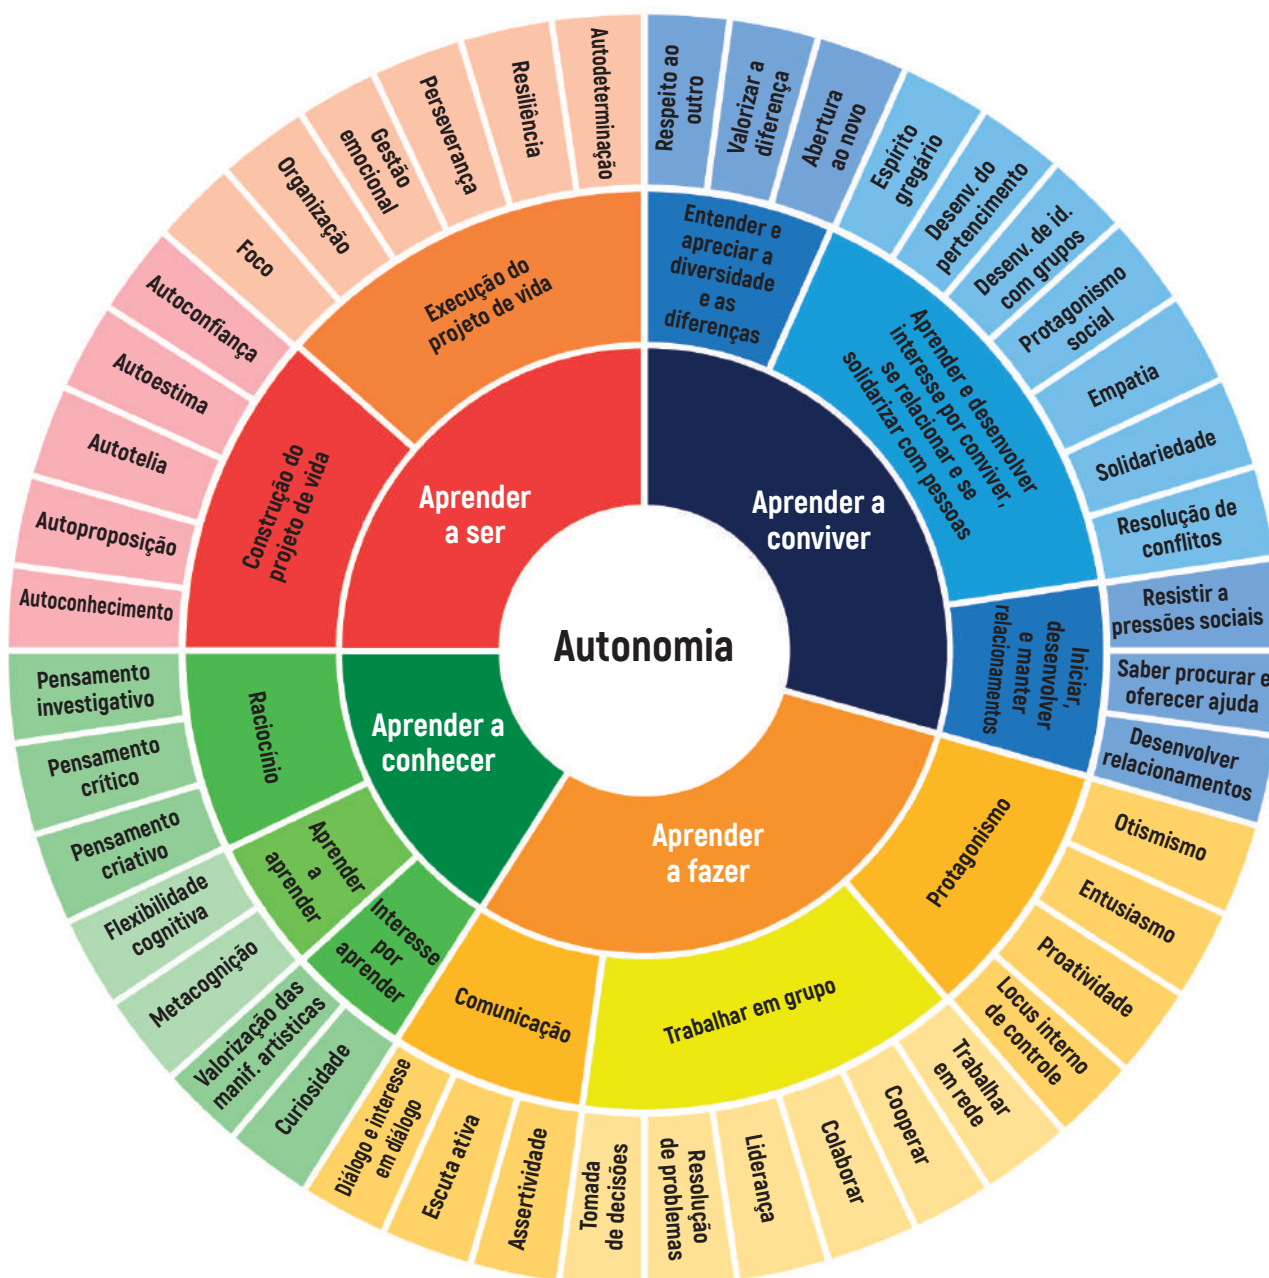 Autonomia
Aprender a
conviver
Aprender
a fazer
Aprender a
conhecer
Aprender
a ser
Entender e
apreciar a
diversidade
e as
diferenças
Aprender e desenvolver
interesse por conviver,
se relacionar e se
solidarizar com pessoas
Iniciar,
desenvolver
e manter
relacionamentos
Protagonismo
Trabalhar em grupo
Comunicação
Interesse
por
aprender
Aprender
a
aprender
Raciocínio
Construção do
projeto de vida
Execução do
projeto de vida
Respeito ao
outro
Valorizar a
diferença
Abertura
ao novo
Espírito
gregário
Desenv. do
pertencimento
Desenv. de id.
com grupos
Protagonismo
social
Empatia
Solidariedade
Resolução de
conflitos
Resistir a
pressões sociais
Saber procurar e
oferecer ajuda
Desenvolver
relacionamentos
Otismismo
Entusiasmo
Proatividade
Locus interno
de controle
Trabalhar
em rede
Cooperar
Colaborar
Liderança
Resolução
de problemas
Tomada
de decisões
Assertividade
Escuta ativa
Diálogo e interesse
em diálogo
Curiosidade
Valorização das
manif. artísticas
Metacognição
Flexibilidade
cognitiva
Pensamento
criativo
Pensamento
crítico
Pensamento
investigativo
Autoconhecimento
Autoproposição
Autotelia
Autoestima
Autoconfiança
Foco
Organização
Gestão
emocional
Perseverança
Resiliência
Autodeterminação